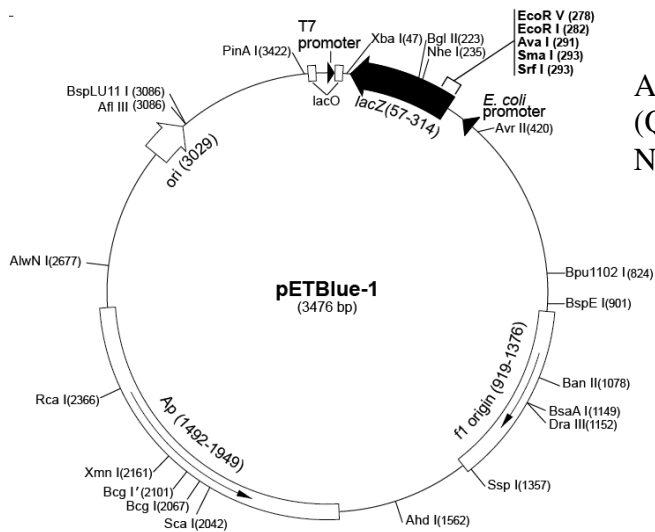 EcoR V (278)
EcoR I (282)
Ava I (291)
Sma I (293)
Srf I (293)
T7
promoter
PinA I(3422)
Xba I(47)
Bgl II(223)
Nhe I(235)
lacO
lacZ(57-314)
E. coli
promoter
Avr II(420)
BspLU11 I(3086)
Afl III(3086)
ori (3029)
AlwN I(2677)
pETBlue-1
(3476 bp)
Bpu1102 I(824)
BspE I(901)
f1 origin (919-1376)
Ban II(1078)
BsaA I(1149)
Dra III(1152)
Rca I(2366)
Ap (1492-1949)
Xmn I(2161)
Bcg I'(2101)
Bcg I(2067)
Sca I(2042)
Ssp I(1357)
Ahd I(1562)
A
(C
N